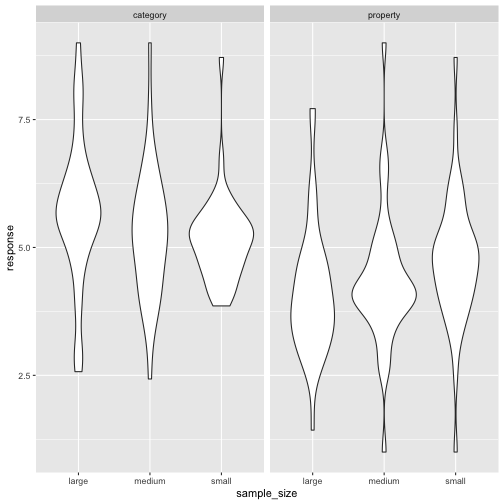 category property
response
7.5
5.0
2.5
large medium small large medium small
sample_size